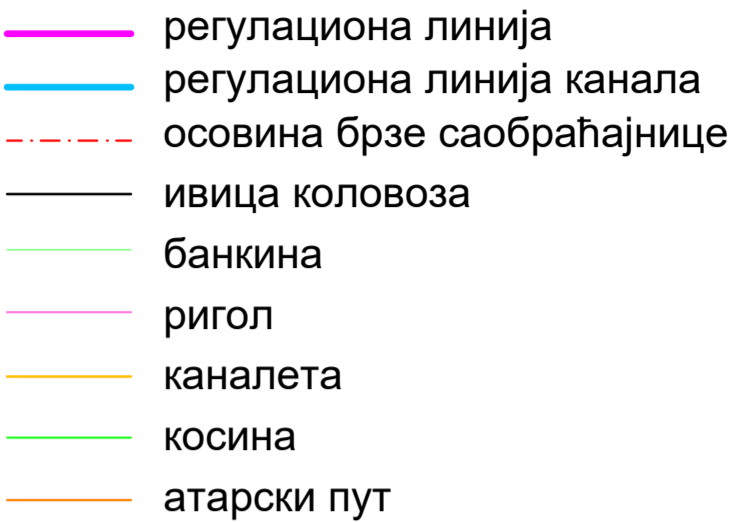 регулациона линија
регулациона линија канала
осовина брзе саобраћајнице
ивица коловоза
банкина
ригол
каналета
косина
атарски пут